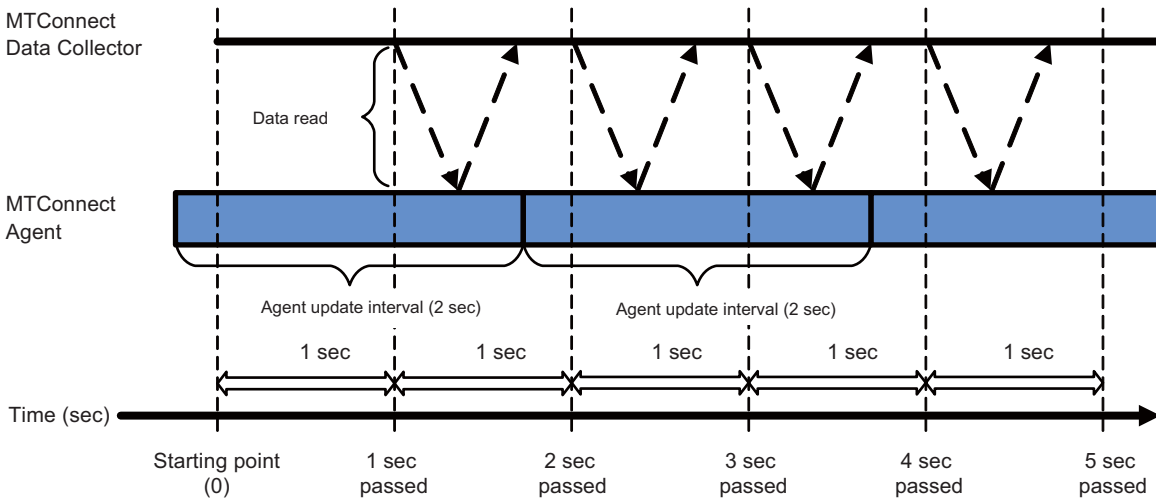 MTConnect
Data Collector
Data read
MTConnect
Agent
Agent update interval (2 sec)
Agent update interval (2 sec)
1 sec
1 sec
1 sec
1 sec
1 sec
Time (sec)
Starting point
(0)
1 sec
passed
2 sec
passed
3 sec
passed
4 sec
passed
5 sec
passed